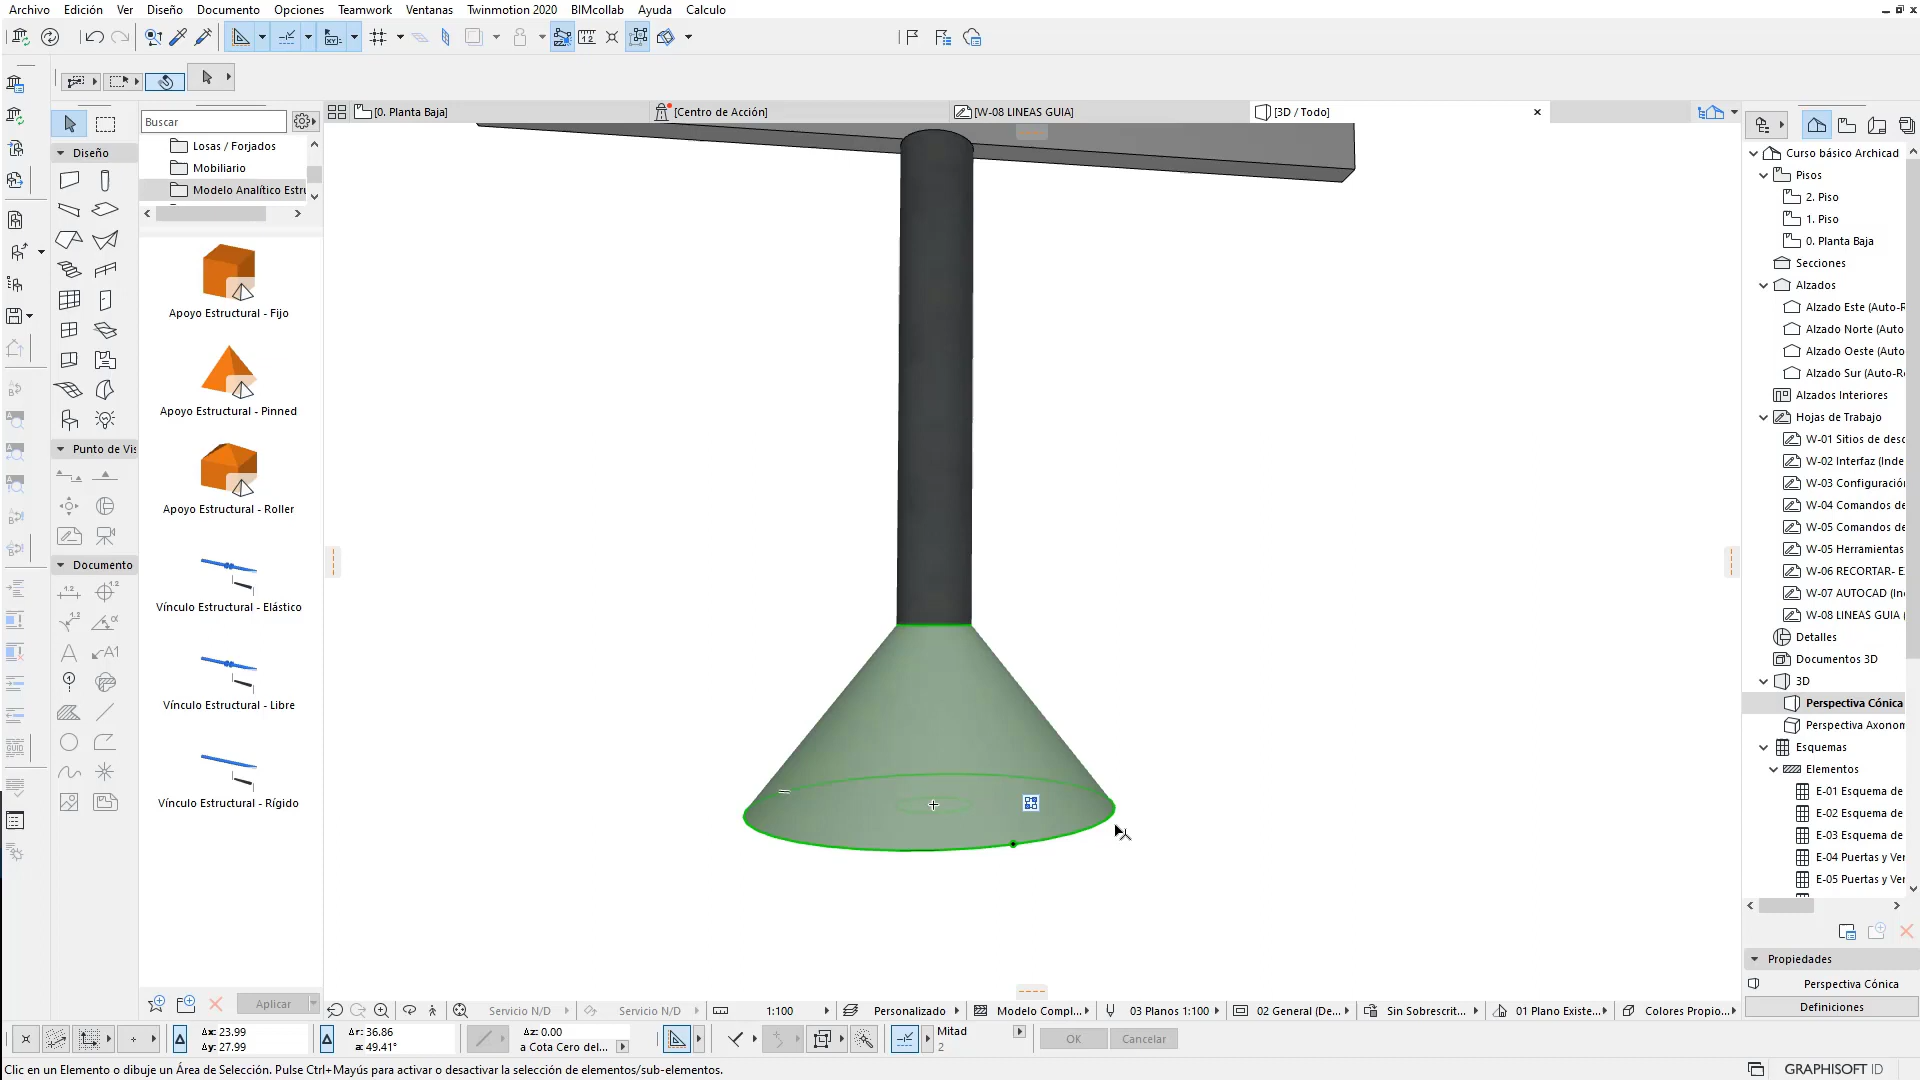 Archivo Edición Ver Diseño Documento Opciones Teamwork Ventanas Twinmotion 2020 BIMcollab Ayuda Calculo
[0. Planta Baja] [Centro de Acción] [W-08 LINEAS GUIA] [3D / Todo]
Buscar
Losas / Forjados
Mobiliario
Modelo Analítico Estru
Diseño
Punto de Vis
Documento
Apoyo Estructural - Fijo
Apoyo Estructural - Pinned
Apoyo Estructural - Roller
Vínculo Estructural - Elástico
Vínculo Estructural - Libre
Vínculo Estructural - Rígido
Aplicar
Curso básico Archicad
Pisos
2. Piso
1. Piso
0. Planta Baja
Secciones
Alzados
Alzado Este (Auto-R
Alzado Norte (Auto
Alzado Oeste (Auto
Alzado Sur (Auto-Re
Alzados Interiores
Hojas de Trabajo
W-01 Sitios de desc
W-02 Interfaz (Inde
W-03 Configuració
W-04 Comandos de
W-05 Comandos de
W-05 Herramientas
W-06 RECORTAR- E
W-07 AUTOCAD (In
W-08 LINEAS GUIA (
Detalles
Documentos 3D
3D
Perspectiva Cónica
Perspectiva Axonom
Esquemas
Elementos
E-01 Esquema de
E-02 Esquema de
E-03 Esquema de
E-04 Puertas y Ver
E-05 Puertas y Ver
Propiedades
Perspectiva Cónica
Definiciones
Servicio N/D Servicio N/D 1:100 Personalizado Modelo Compl... 03 Planos 1:100 02 General (De... Sin Sobrescrit... 01 Plano Existe... Colores Propio...
Δx: 23.99 Δr: 36.86 Δz: 0.00 Mitad
Δy: 27.99 a: 49.41° a Cota Cero del... 2 OK Cancelar
Clic en un Elemento o dibuje un Área de Selección. Pulse Ctrl+Mayús para activar o desactivar la selección de elementos/sub-elementos.
GRAPHISOFT ID